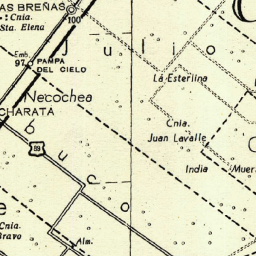 AS BREÑAS
Cnia.
Sta. Elena
100
Julio
Emb.
97
PAMPA
DEL CIELO
La Esterlina
Necochea
CHARATA
Cnia.
Juan Lavalle
89
India Muer
Cnia.
Bravo
Alm.